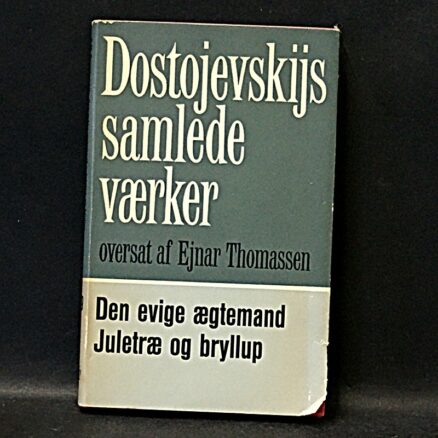 Dostojevskijs
samlede
værker
oversat af Ejnar Thomassen
Den evige ægtemand
Juletræ og bryllup